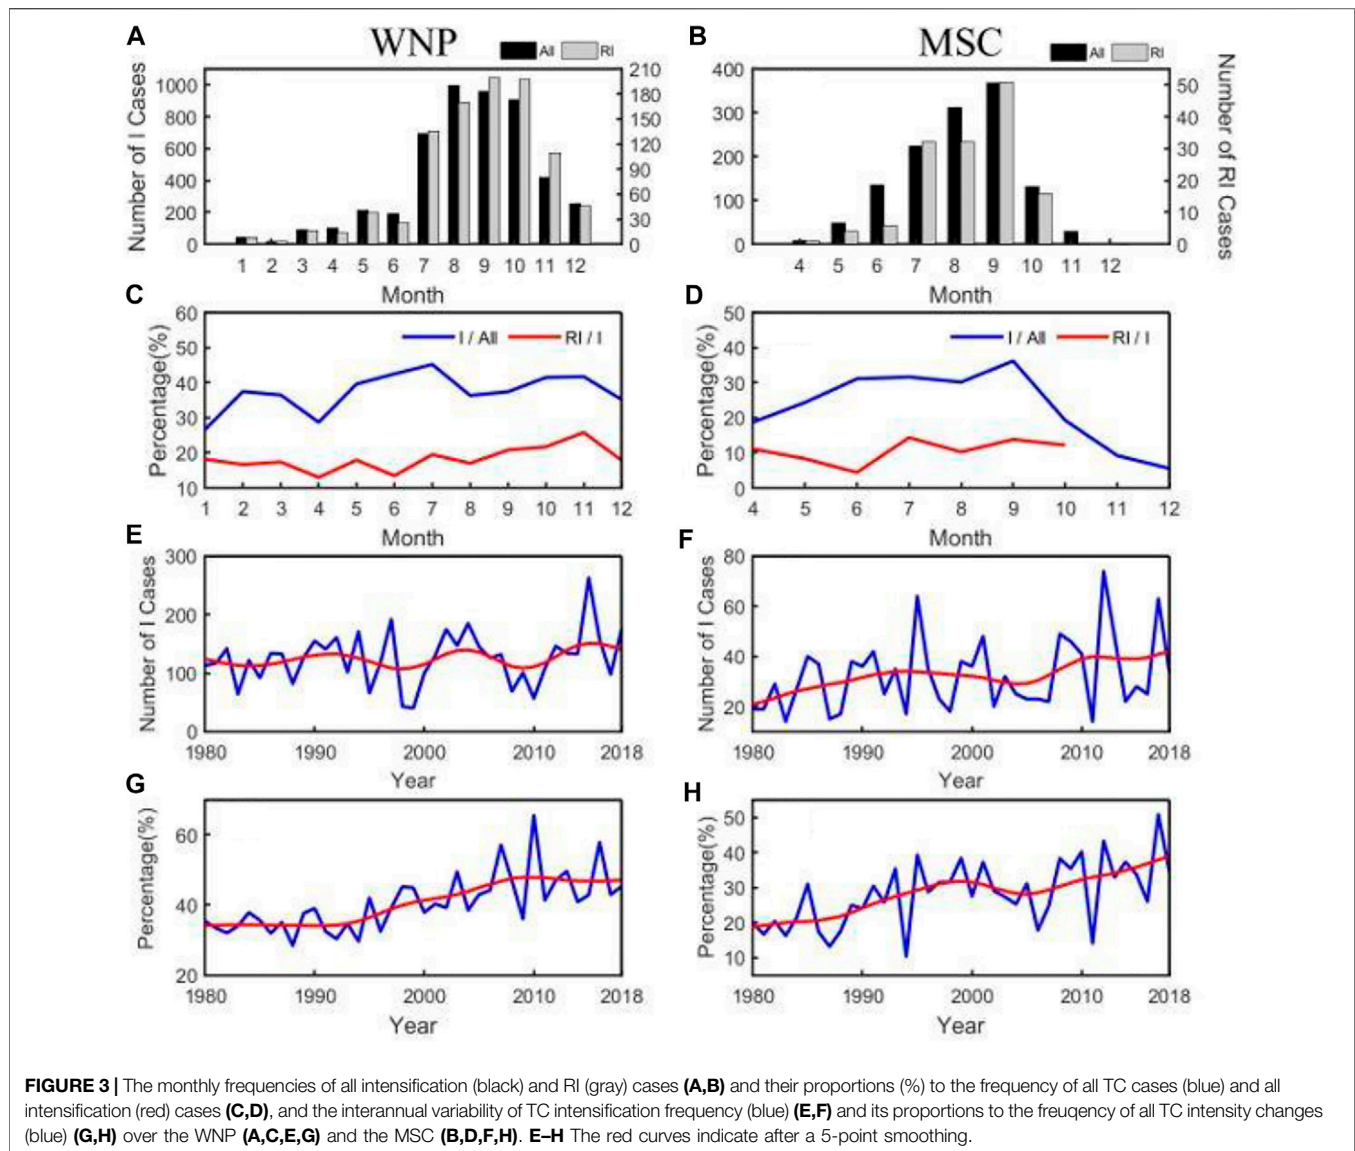 A WNP All RI
Number of I Cases
1000 800 600 400 200 0
210 180 150 120 90 60 30 0
1 2 3 4 5 6 7 8 9 10 11 12
Month
B MSC All RI
400 300 200 100 0
50 40 30 20 10 0
Number of RI Cases
4 5 6 7 8 9 10 11 12
Month
C
Percentage(%)
60 50 40 30 20 10
I / All RI / I
1 2 3 4 5 6 7 8 9 10 11 12
Month
D
Percentage(%)
50 40 30 20 10 0
I / All RI / I
4 5 6 7 8 9 10 11 12
Month
E
Number of I Cases
300 200 100 0
1980 1990 2000 2010 2018
Year
F
Number of I Cases
80 60 40 20
1980 1990 2000 2010 2018
Year
G
Percentage(%)
60 40 20
1980 1990 2000 2010 2018
Year
H
Percentage(%)
50 40 30 20 10
1980 1990 2000 2010 2018
Year
FIGURE 3 | The monthly frequencies of all intensification (black) and RI (gray) cases (A,B) and their proportions (%) to the frequency of all TC cases (blue) and all
intensification (red) cases (C,D), and the interannual variability of TC intensification frequency (blue) (E,F) and its proportions to the freuqency of all TC intensity changes
(blue) (G,H) over the WNP (A,C,E,G) and the MSC (B,D,F,H). E–H The red curves indicate after a 5-point smoothing.